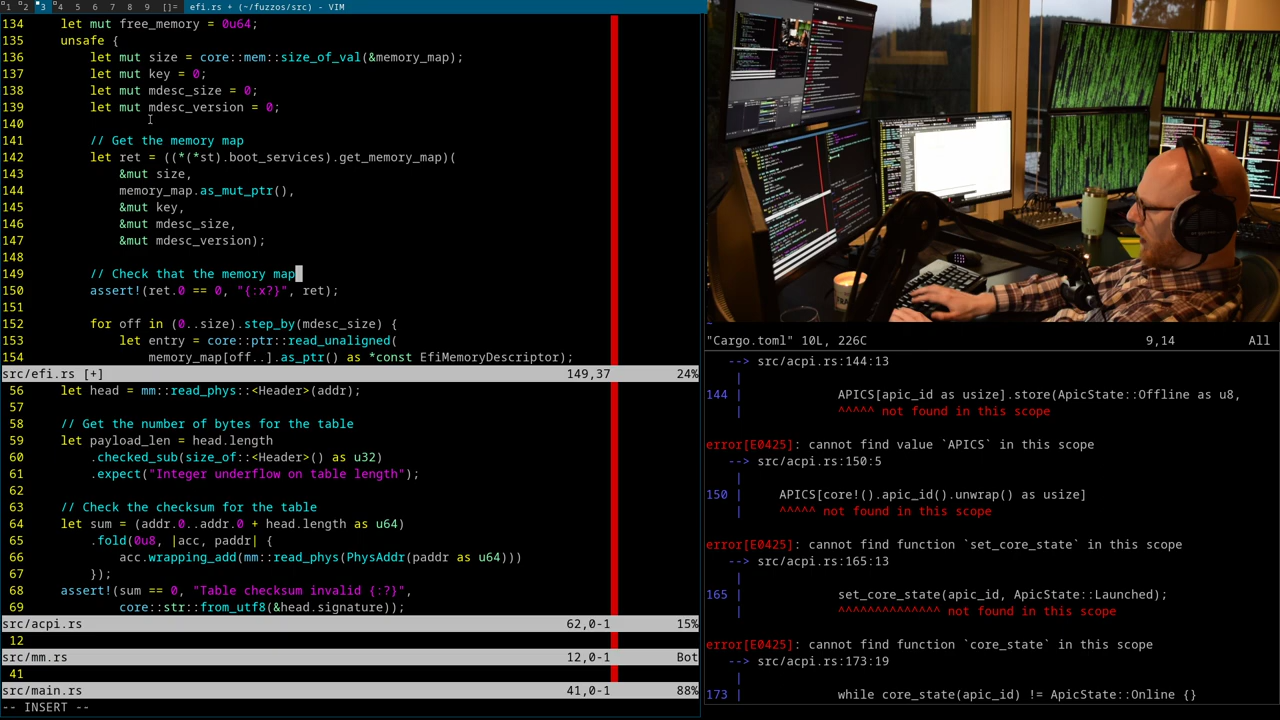 1 2 3 4 5 6 7 8 9 []= efi.rs + (~/fuzzos/src) - VIM
134     let mut free_memory = 0u64;
135     unsafe {
136         let mut size = core::mem::size_of_val(&memory_map);
137         let mut key = 0;
138         let mut mdesc_size = 0;
139         let mut mdesc_version = 0;
140
141         // Get the memory map
142         let ret = ((*(*st).boot_services).get_memory_map)(
143             &mut size,
144             memory_map.as_mut_ptr(),
145             &mut key,
146             &mut mdesc_size,
147             &mut mdesc_version);
148
149         // Check that the memory map
150         assert!(ret.0 == 0, "{:x?}", ret);
151
152         for off in (0..size).step_by(mdesc_size) {
153             let entry = core::ptr::read_unaligned(
154                 memory_map[off..].as_ptr() as *const EfiMemoryDescriptor);
src/efi.rs [+] 149,37 24%
56     let head = mm::read_phys::<Header>(addr);
57
58     // Get the number of bytes for the table
59     let payload_len = head.length
60         .checked_sub(size_of::<Header>() as u32)
61         .expect("Integer underflow on table length");
62
63     // Check the checksum for the table
64     let sum = (addr.0..addr.0 + head.length as u64)
65         .fold(0u8, |acc, paddr| {
66             acc.wrapping_add(mm::read_phys(PhysAddr(paddr as u64)))
67         });
68     assert!(sum == 0, "Table checksum invalid {:?}",
69             core::str::from_utf8(&head.signature));
src/acpi.rs 62,0-1 15%
12
src/mm.rs 12,0-1 Bot
41
src/main.rs 41,0-1 88%
-- INSERT --
"Cargo.toml" 10L, 226C 9,14 All
--> src/acpi.rs:144:13
|
144 |             APICS[apic_id as usize].store(ApicState::Offline as u8,
|             ^^^^^ not found in this scope
error[E0425]: cannot find value `APICS` in this scope
--> src/acpi.rs:150:5
|
150 |     APICS[core!().apic_id().unwrap() as usize]
|     ^^^^^ not found in this scope
error[E0425]: cannot find function `set_core_state` in this scope
--> src/acpi.rs:165:13
|
165 |             set_core_state(apic_id, ApicState::Launched);
|             ^^^^^^^^^^^^^^ not found in this scope
error[E0425]: cannot find function `core_state` in this scope
--> src/acpi.rs:173:19
|
173 |             while core_state(apic_id) != ApicState::Online {}